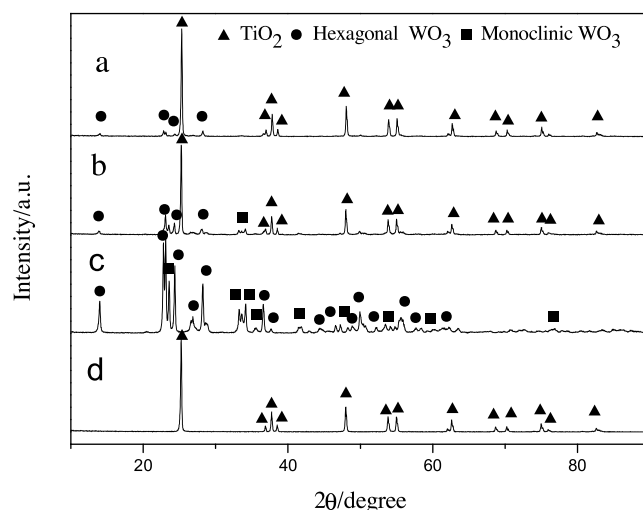 ▲ TiO₂ ● Hexagonal WO₃ ■ Monoclinic WO₃
a
b
c
d
Intensity/a.u.
20 40 60 80
2θ/degree